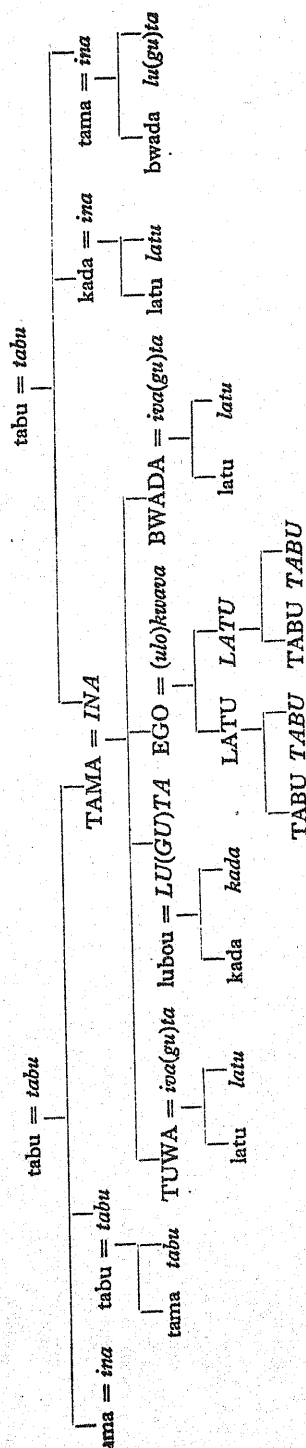 tabu = tabu tabu = tabu
ama = ina tabu = tabu TAMA = INA kada = ina tama = ina
tama tabu latu latu bwada lu(gu)ta
TUWA = iva(gu)ta lubou = LU(GU)TA EGO = (ulo)kwava BWADA = iva(gu)ta
latu latu kada kada LATU LATU latu latu
TABU TABU TABU TABU